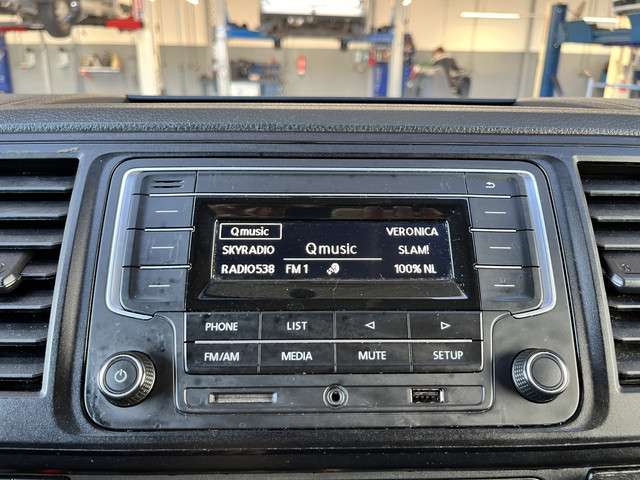 Qmusic VERONICA
SKYRADIO Qmusic SLAM!
RADIO538 FM 1 100% NL
PHONE LIST
FM/AM MEDIA MUTE SETUP